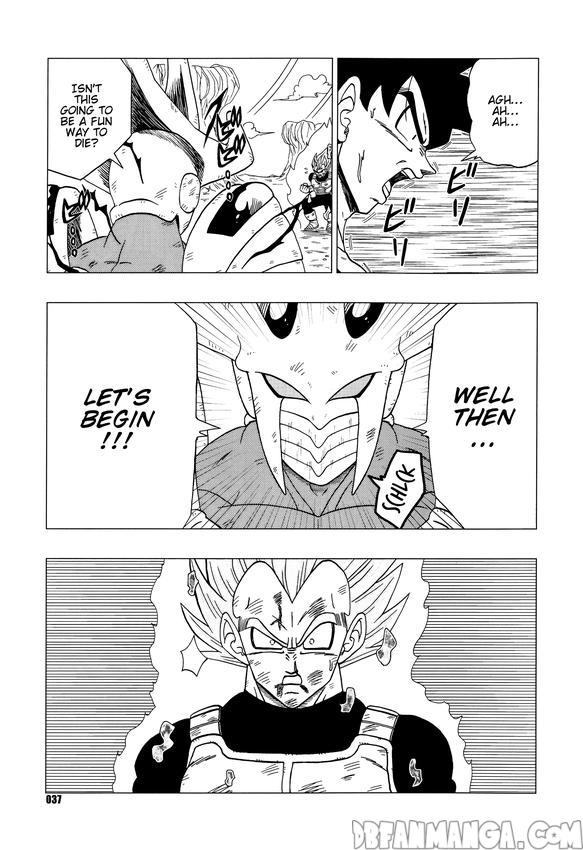 AGH...
AH...
AH...
ビリ
ビリ
ISN'T
THIS
GOING TO
BE A FUN
WAY TO
DIE?
WELL
THEN
...
LET'S
BEGIN
!!!
SCHLCK
037
DBFANMANGA.COM